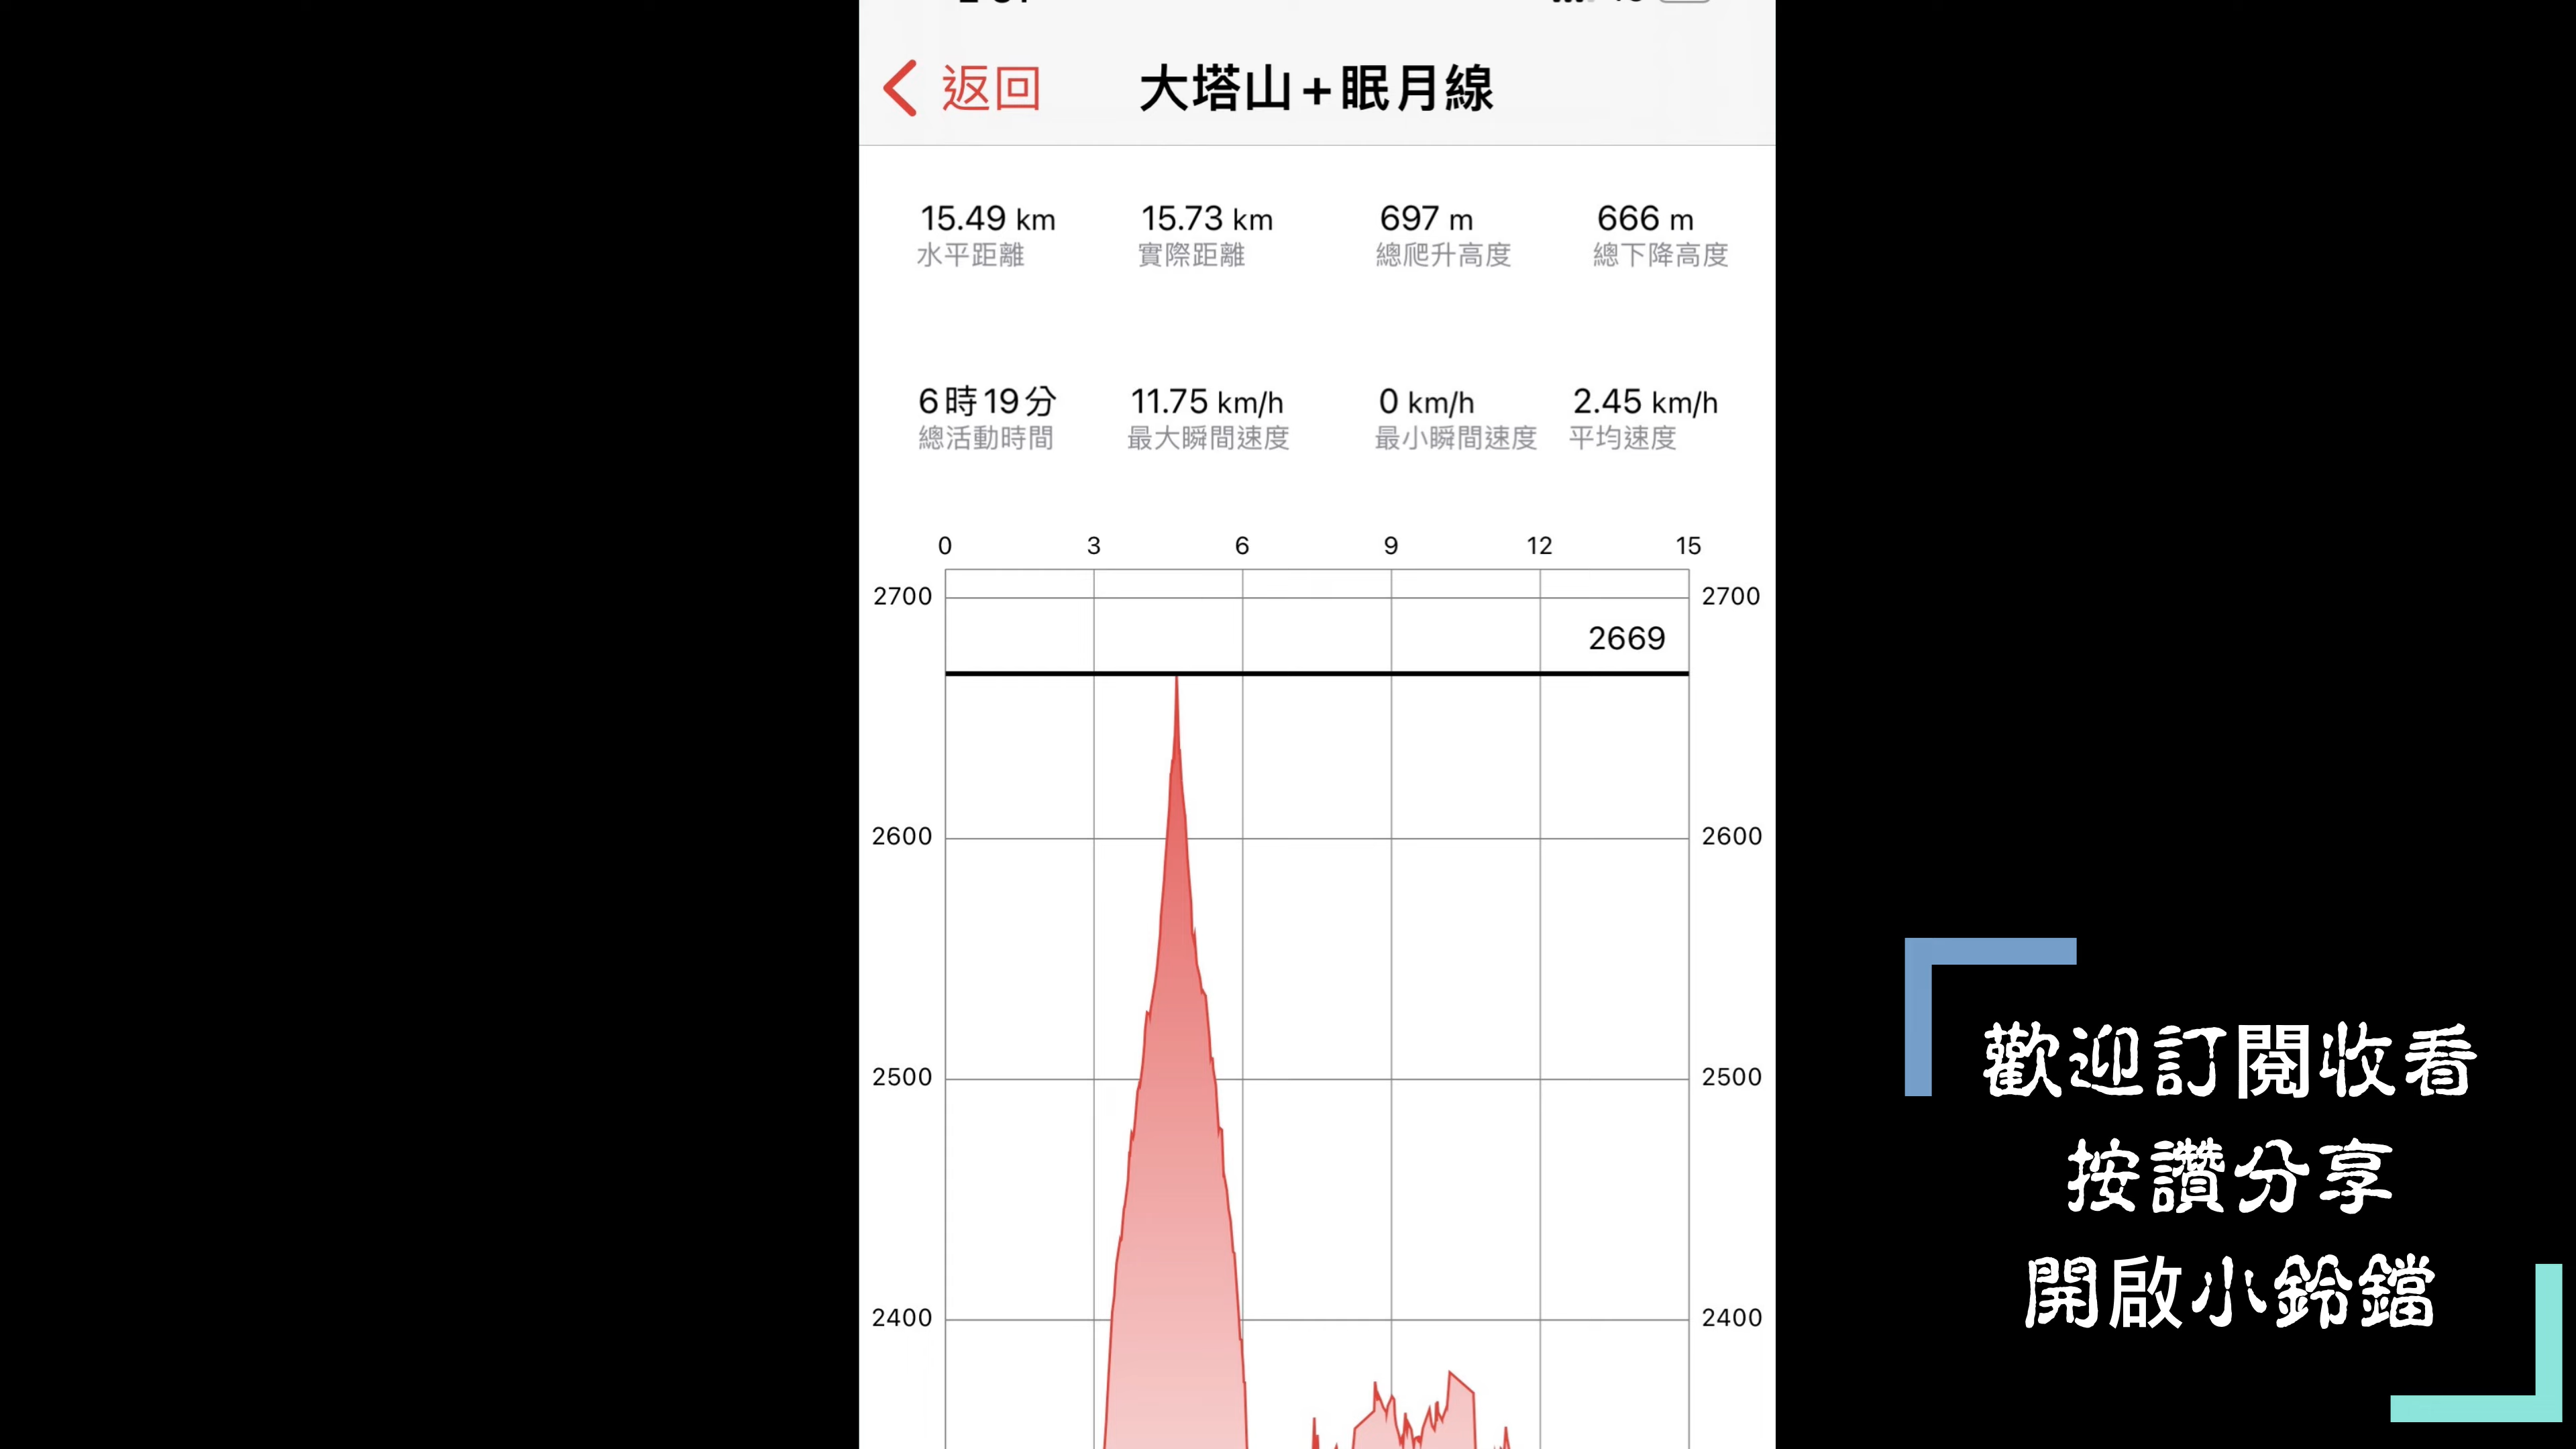 返回
大塔山+眠月線
15.49 km 15.73 km 697 m 666 m
水平距離 實際距離 總爬升高度 總下降高度
6時19分 11.75 km/h 0 km/h 2.45 km/h
總活動時間 最大瞬間速度 最小瞬間速度 平均速度
0 3 6 9 12 15
2700 2700
2669
2600 2600
2500 2500
2400 2400
歡迎訂閱收看
按讚分享
開啟小鈴鐺